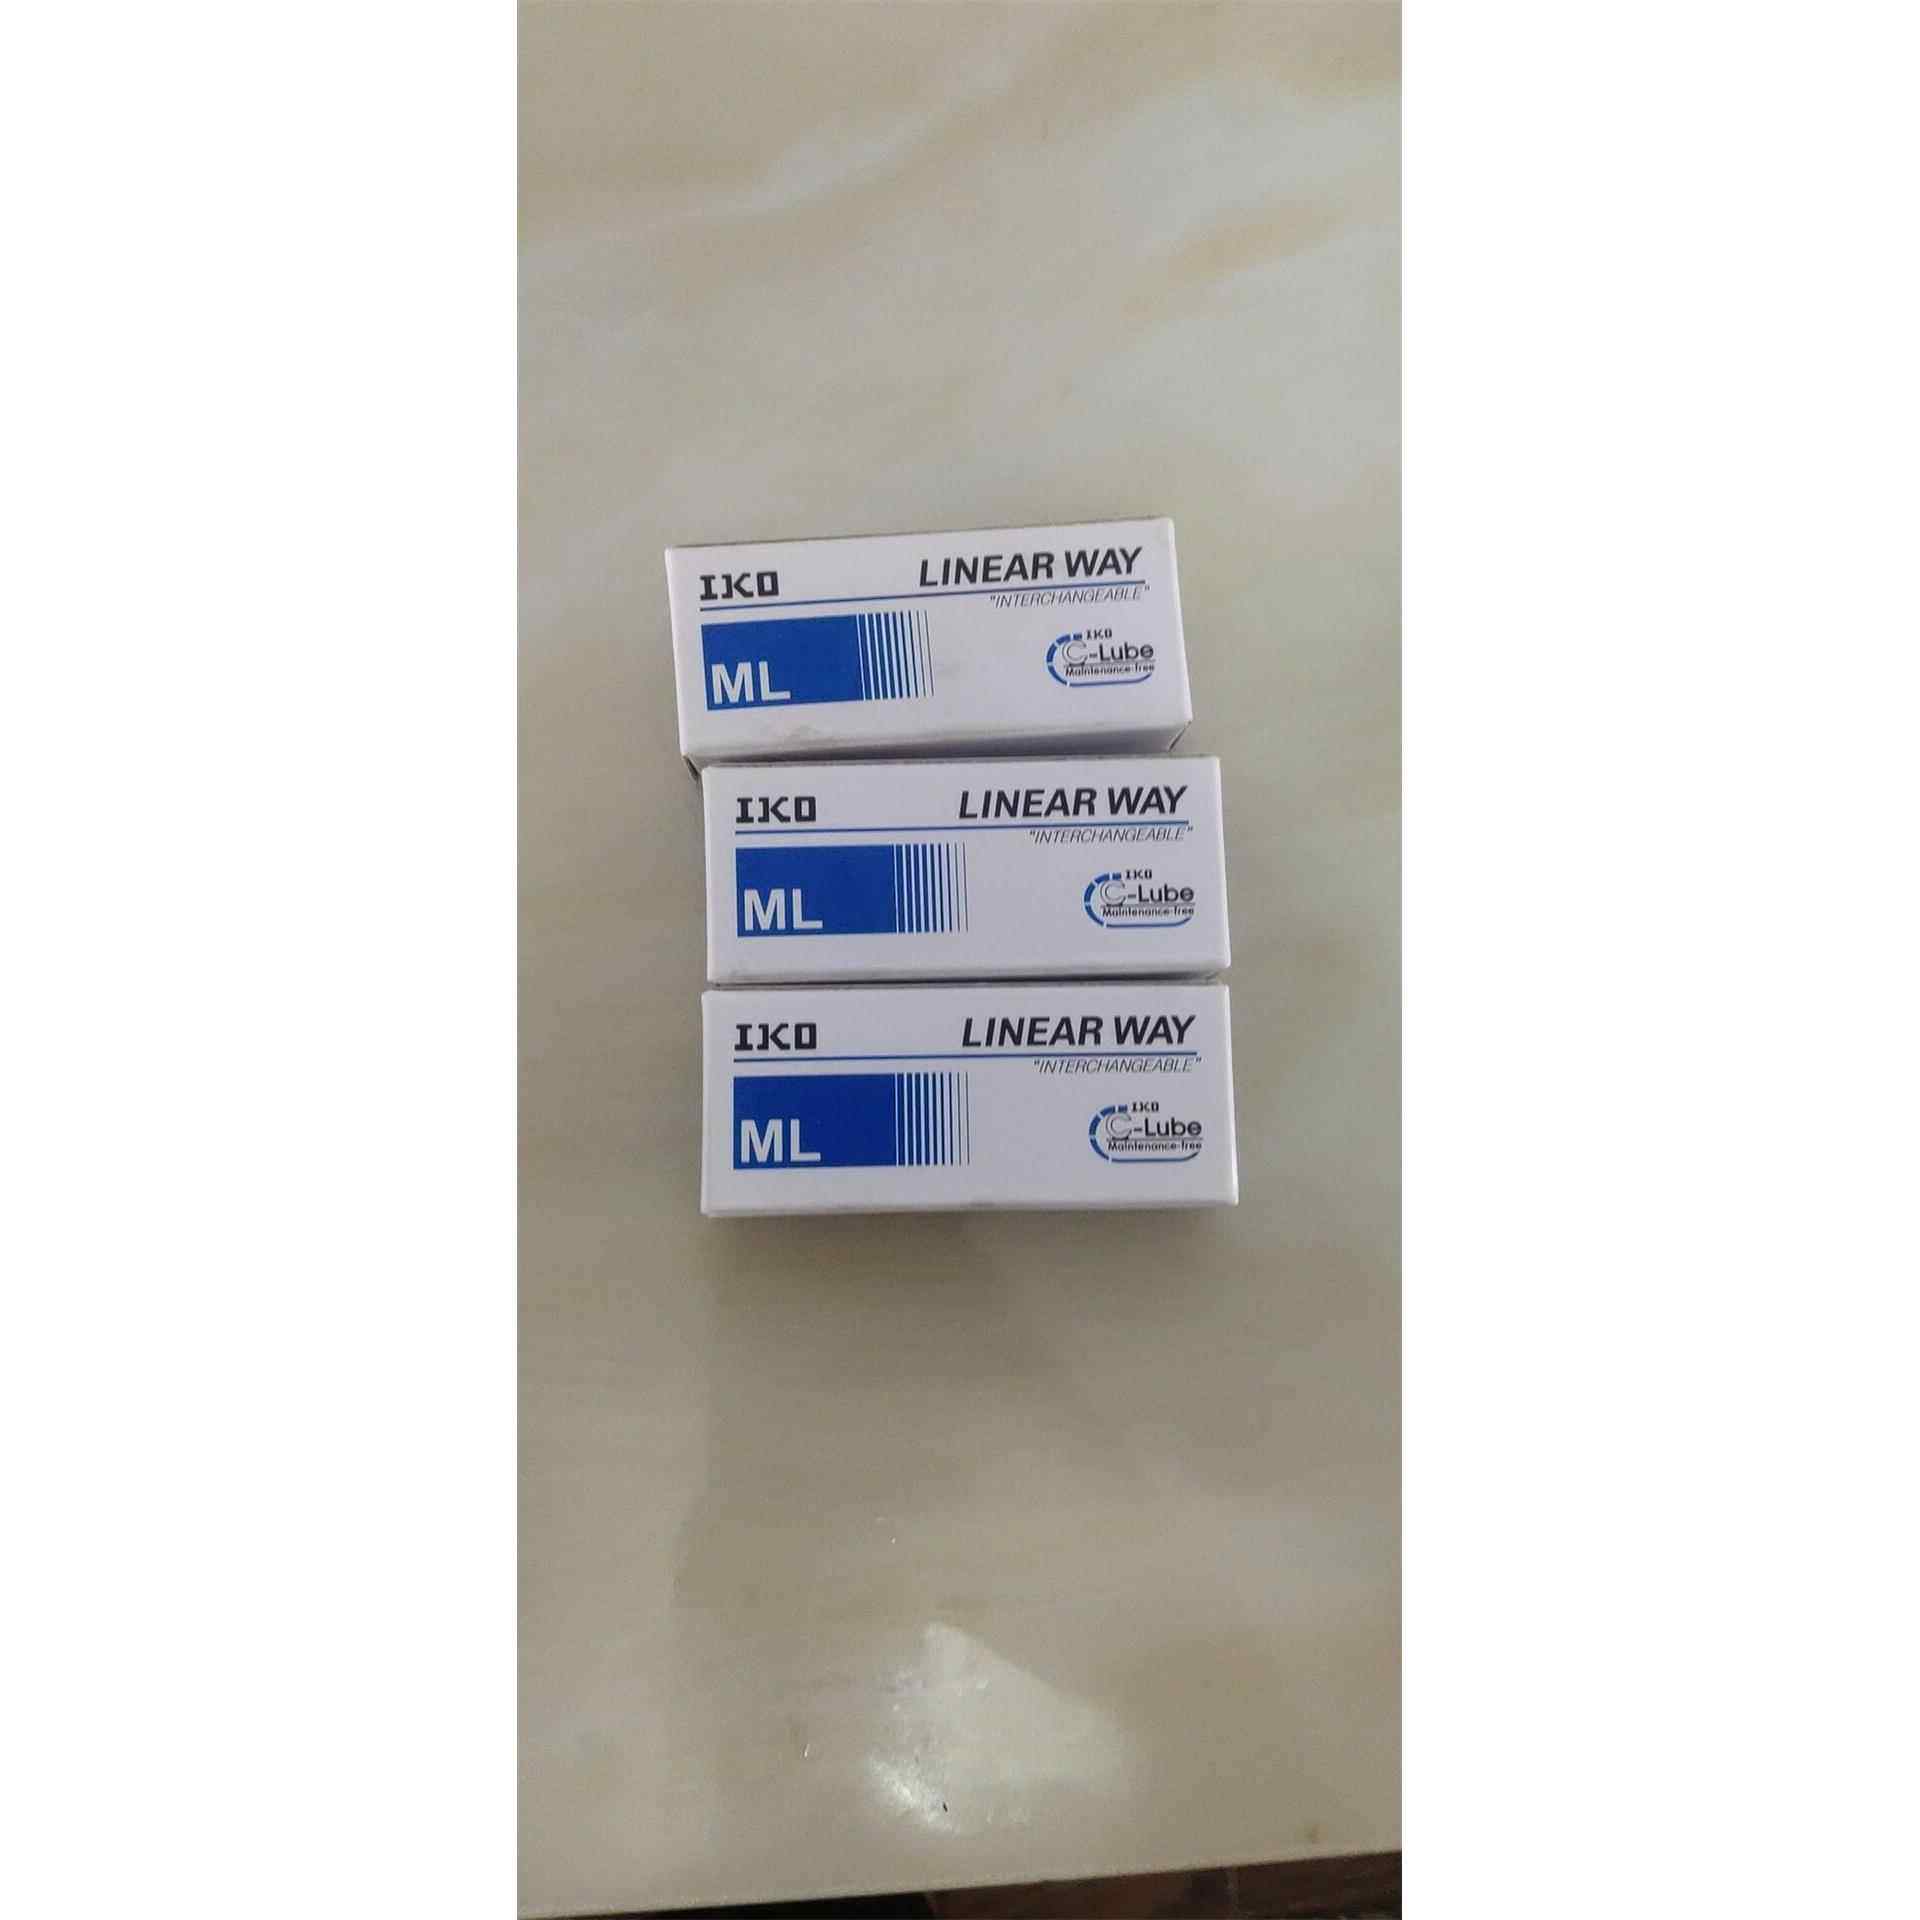 IKO LINEAR WAY
"INTERCHANGEABLE"
IKO
C-Lube
Maintenance-free
ML
IKO LINEAR WAY
"INTERCHANGEABLE"
IKO
C-Lube
Maintenance-free
ML
IKO LINEAR WAY
"INTERCHANGEABLE"
IKO
C-Lube
Maintenance-free
ML